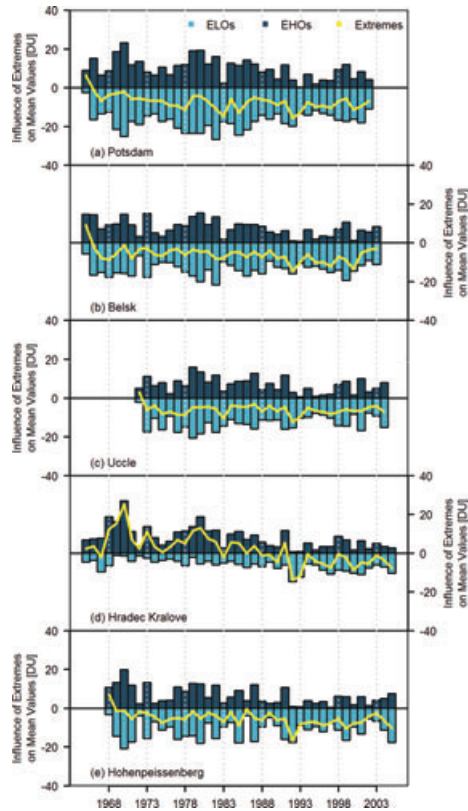 ELOs EHOs Extremes
Influence of Extremes
on Mean Values [DU]
40
20
0
-20
-40
(a) Potsdam
Influence of Extremes
on Mean Values [DU]
40
20
0
-20
-40
(b) Belsk
Influence of Extremes
on Mean Values [DU]
40
20
0
-20
-40
(c) Uccle
Influence of Extremes
on Mean Values [DU]
40
20
0
-20
-40
(d) Hradec Kralove
Influence of Extremes
on Mean Values [DU]
40
20
0
-20
-40
(e) Hohenpeissenberg
1968 1973 1978 1983 1988 1993 1998 2003